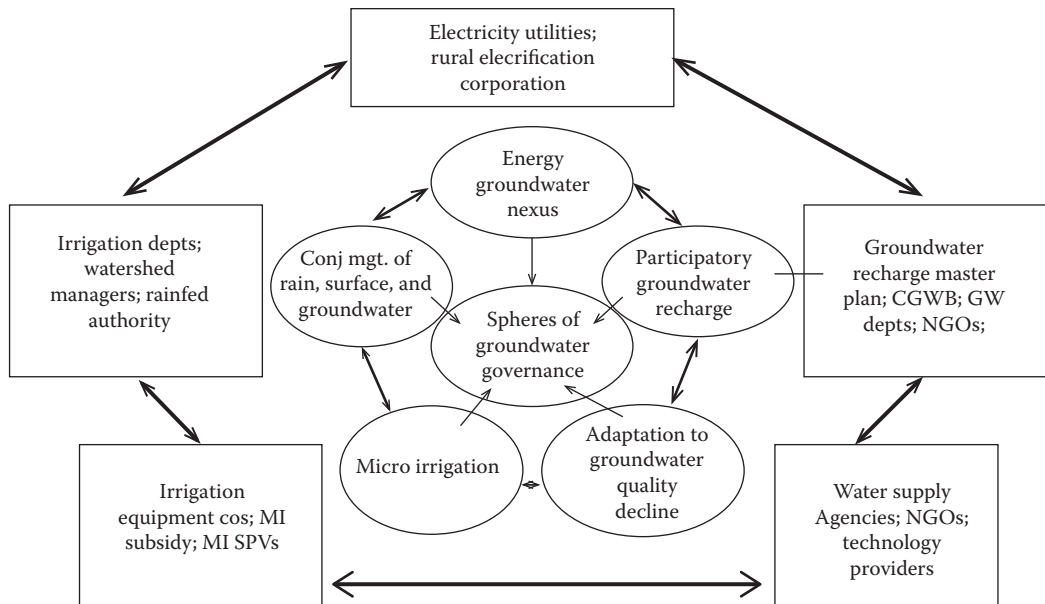 Electricity utilities;
rural elecrification
corporation
Energy
groundwater
nexus
Irrigation depts;
watershed
managers; rainfed
authority
Conj mgt. of
rain, surface, and
groundwater
Participatory
groundwater
recharge
Groundwater
recharge master
plan; CGWB; GW
depts; NGOs;
Spheres of
groundwater
governance
Micro irrigation
Adaptation to
groundwater
quality
decline
Irrigation
equipment cos; MI
subsidy; MI SPVs
Water supply
Agencies; NGOs;
technology
providers